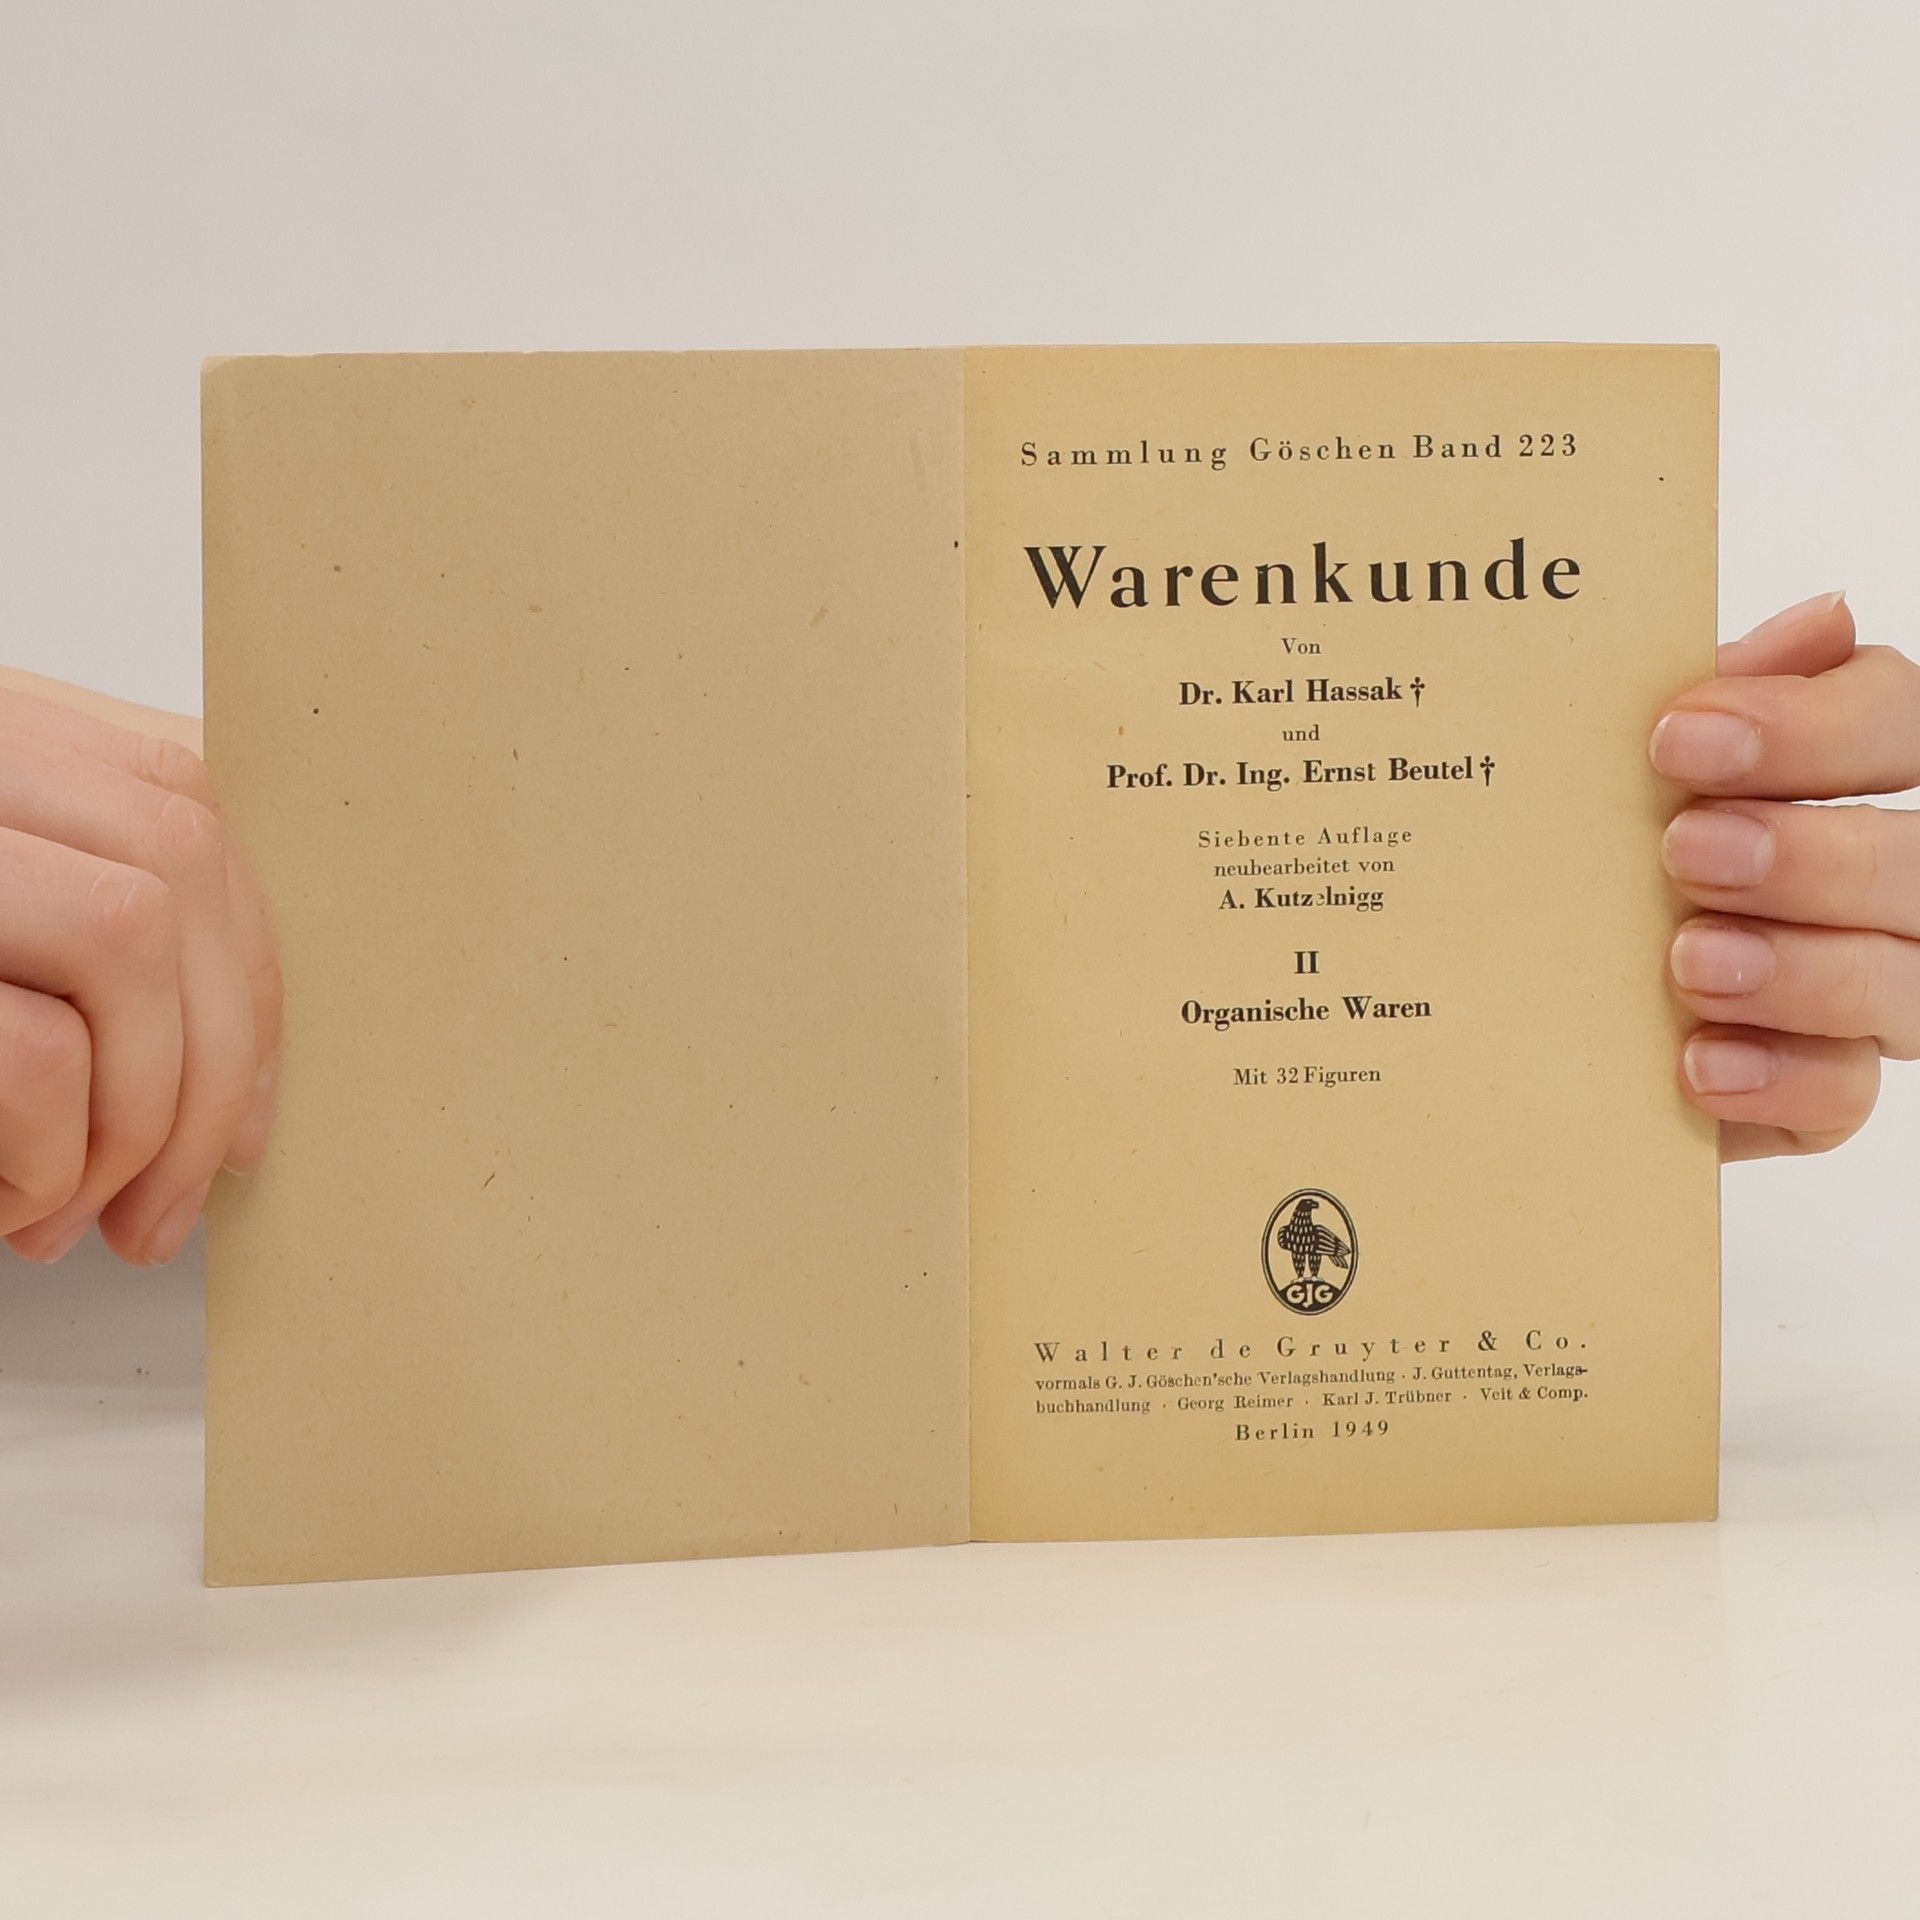 Sammlung Göschen Band 223
Warenkunde
Von
Dr. Karl Hassak †
und
Prof. Dr. Ing. Ernst Beutel †
Siebente Auflage
neubearbeitet von
A. Kutzelnigg
II
Organische Waren
Mit 32 Figuren
GJG
Walter de Gruyter & Co.
vormals G. J. Göschen'sche Verlagshandlung · J. Guttentag, Verlags-
buchhandlung · Georg Reimer · Karl J. Trübner · Veit & Comp.
Berlin 1949